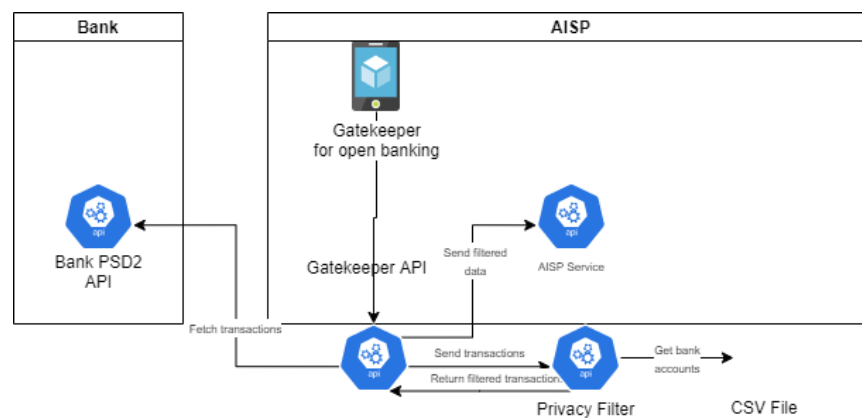 Bank
AISP
Gatekeeper
for open banking
api
Bank PSD2
API
Gatekeeper API
Send filtered
data
api
AISP Service
Fetch transactions
api
Send transactions
Return filtered transaction
api
Get bank
accounts
Privacy Filter
CSV File